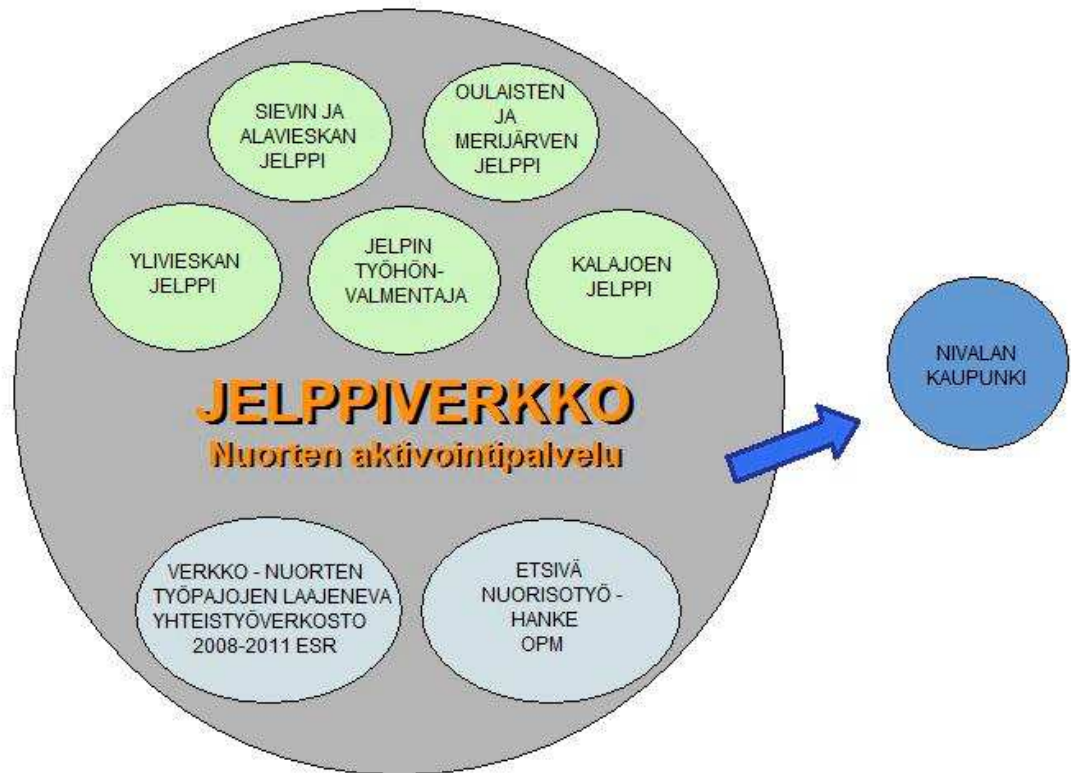 SIEVIN JA
ALAVIESKAN
JELPPI
OULAISTEN
JA
MERIJÄRVEN
JELPPI
YLIVIESKAN
JELPPI
JELPIN
TYÖHÖN-
VALMENTAJA
KALAJOEN
JELPPI
NIVALAN
KAUPUNKI
JELPPIVERKKO
Nuorten aktivointipalvelu
VERKKO - NUORTEN
TYÖPAJOJEN LAAJENEVA
YHTEISTYÖVERKOSTO
2008-2011 ESR
ETSIVÄ
NUORISOTYÖ -
HANKE
OPM